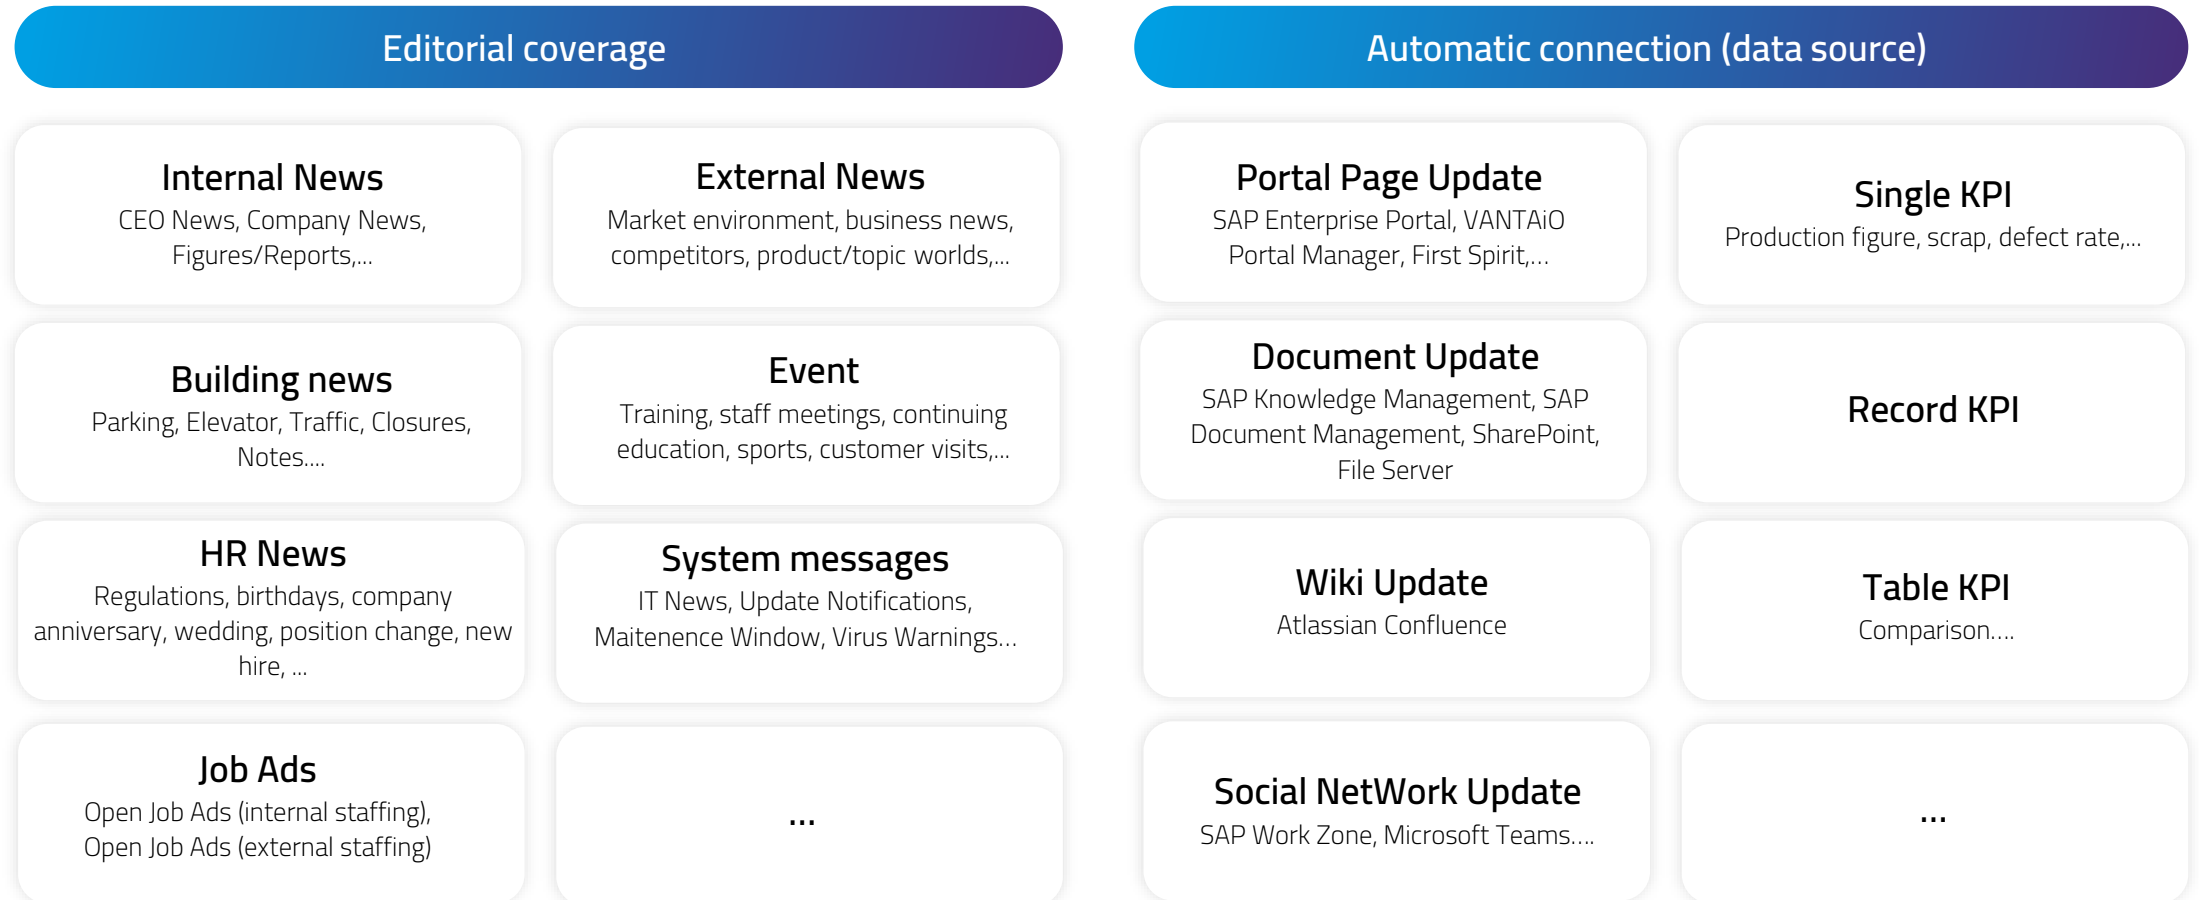 Editorial coverage
Automatic connection (data source)
Internal News
CEO News, Company News,
Figures/Reports,...
External News
Market environment, business news,
competitors, product/topic worlds,...
Portal Page Update
SAP Enterprise Portal, VANTAiO
Portal Manager, First Spirit,...
Single KPI
Production figure, scrap, defect rate,...
Building news
Parking, Elevator, Traffic, Closures,
Notes....
Event
Training, staff meetings, continuing
education, sports, customer visits,...
Document Update
SAP Knowledge Management, SAP
Document Management, SharePoint,
File Server
Record KPI
HR News
Regulations, birthdays, company
anniversary, wedding, position change, new
hire, ...
System messages
IT News, Update Notifications,
Maitenence Window, Virus Warnings...
Wiki Update
Atlassian Confluence
Table KPI
Comparison....
Job Ads
Open Job Ads (internal staffing),
Open Job Ads (external staffing)
...
Social NetWork Update
SAP Work Zone, Microsoft Teams....
...